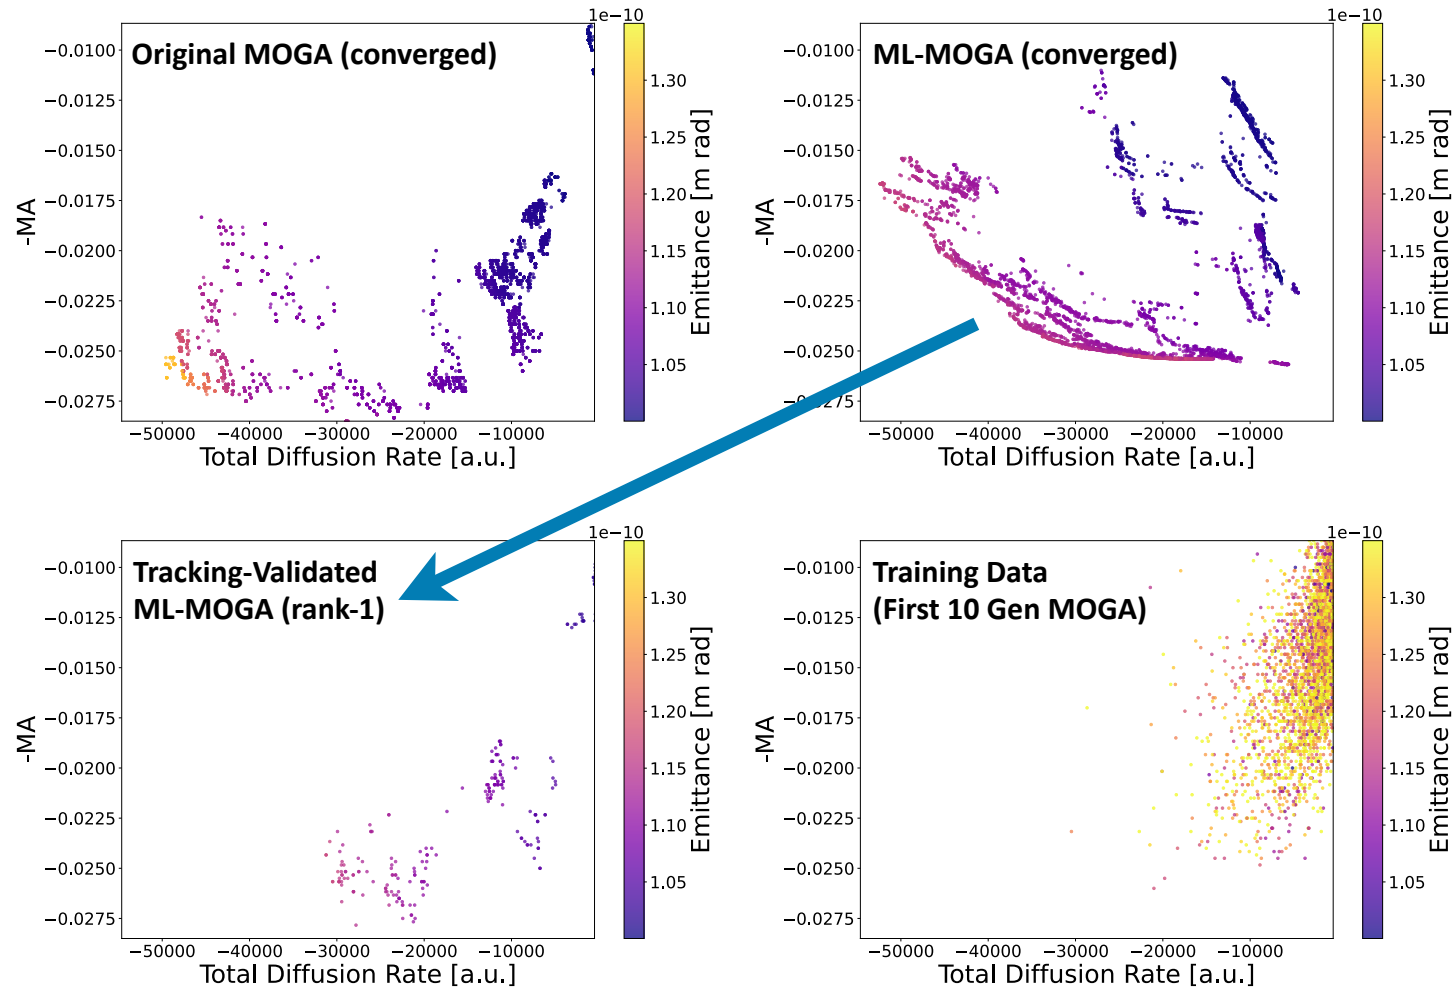 Original MOGA (converged)
−0.0100
−0.0125
−0.0150
−0.0175
−0.0200
−0.0225
−0.0250
−0.0275
-MA
−50000 −40000 −30000 −20000 −10000
Total Diffusion Rate [a.u.]
1e−10
1.30
1.25
1.20
1.15
1.10
1.05
Emittance [m rad]
ML-MOGA (converged)
−0.0100
−0.0125
−0.0150
−0.0175
−0.0200
−0.0225
−0.0250
−0.0275
-MA
−50000 −40000 −30000 −20000 −10000
Total Diffusion Rate [a.u.]
1e−10
1.30
1.25
1.20
1.15
1.10
1.05
Emittance [m rad]
Tracking-Validated
ML-MOGA (rank-1)
−0.0100
−0.0125
−0.0150
−0.0175
−0.0200
−0.0225
−0.0250
−0.0275
-MA
−50000 −40000 −30000 −20000 −10000
Total Diffusion Rate [a.u.]
1e−10
1.30
1.25
1.20
1.15
1.10
1.05
Emittance [m rad]
Training Data
(First 10 Gen MOGA)
−0.0100
−0.0125
−0.0150
−0.0175
−0.0200
−0.0225
−0.0250
−0.0275
-MA
−50000 −40000 −30000 −20000 −10000
Total Diffusion Rate [a.u.]
1e−10
1.30
1.25
1.20
1.15
1.10
1.05
Emittance [m rad]